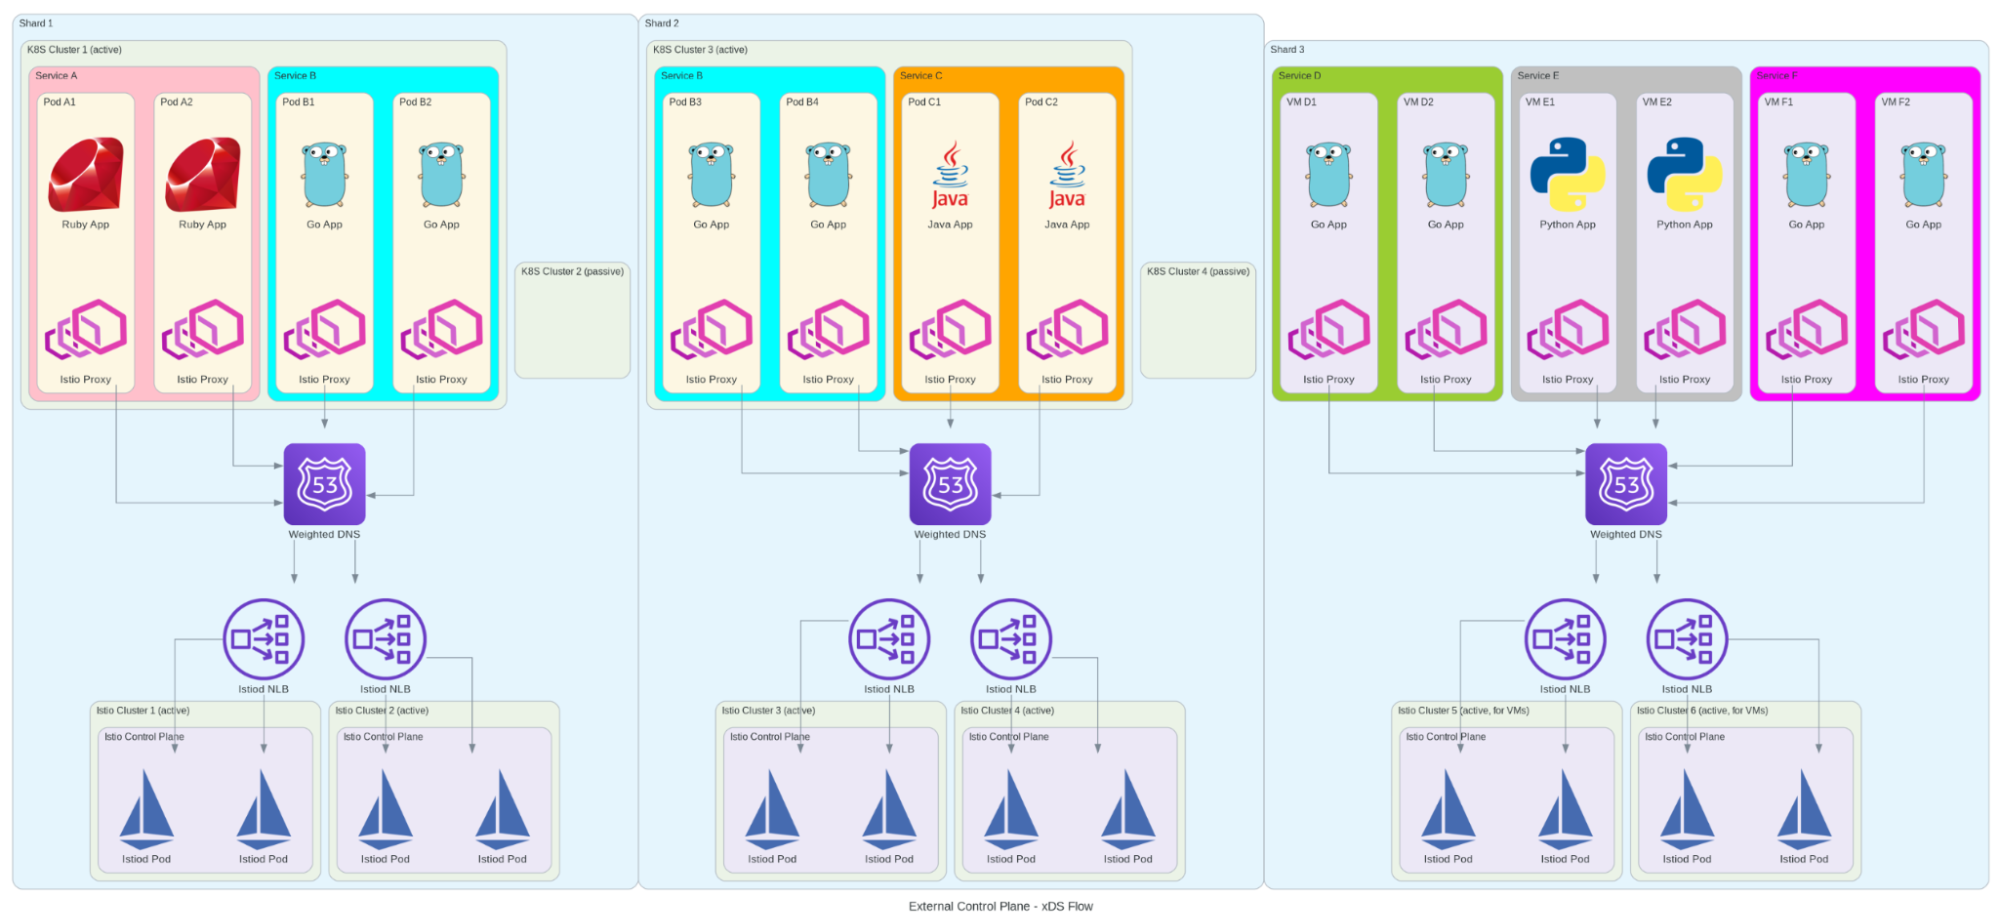 Shard 1
Shard 2
Shard 3
K8S Cluster 1 (active)
K8S Cluster 3 (active)
Service A
Service B
Service B
Service C
Service D
Service E
Service F
Pod A1
Pod A2
Pod B1
Pod B2
Pod B3
Pod B4
Pod C1
Pod C2
VM D1
VM D2
VM E1
VM E2
VM F1
VM F2
Java
Java
Ruby App
Ruby App
Go App
Go App
Go App
Go App
Java App
Java App
Go App
Go App
Python App
Python App
Go App
Go App
K8S Cluster 2 (passive)
K8S Cluster 4 (passive)
Istio Proxy
Istio Proxy
Istio Proxy
Istio Proxy
Istio Proxy
Istio Proxy
Istio Proxy
Istio Proxy
Istio Proxy
Istio Proxy
Istio Proxy
Istio Proxy
Istio Proxy
Istio Proxy
53
53
53
Weighted DNS
Weighted DNS
Weighted DNS
Istiod NLB
Istiod NLB
Istiod NLB
Istiod NLB
Istiod NLB
Istiod NLB
Istio Cluster 1 (active)
Istio Cluster 2 (active)
Istio Cluster 3 (active)
Istio Cluster 4 (active)
Istio Cluster 5 (active, for VMs)
Istio Cluster 6 (active, for VMs)
Istio Control Plane
Istio Control Plane
Istio Control Plane
Istio Control Plane
Istio Control Plane
Istio Control Plane
Istiod Pod
Istiod Pod
Istiod Pod
Istiod Pod
Istiod Pod
Istiod Pod
Istiod Pod
Istiod Pod
Istiod Pod
Istiod Pod
Istiod Pod
Istiod Pod
External Control Plane - xDS Flow